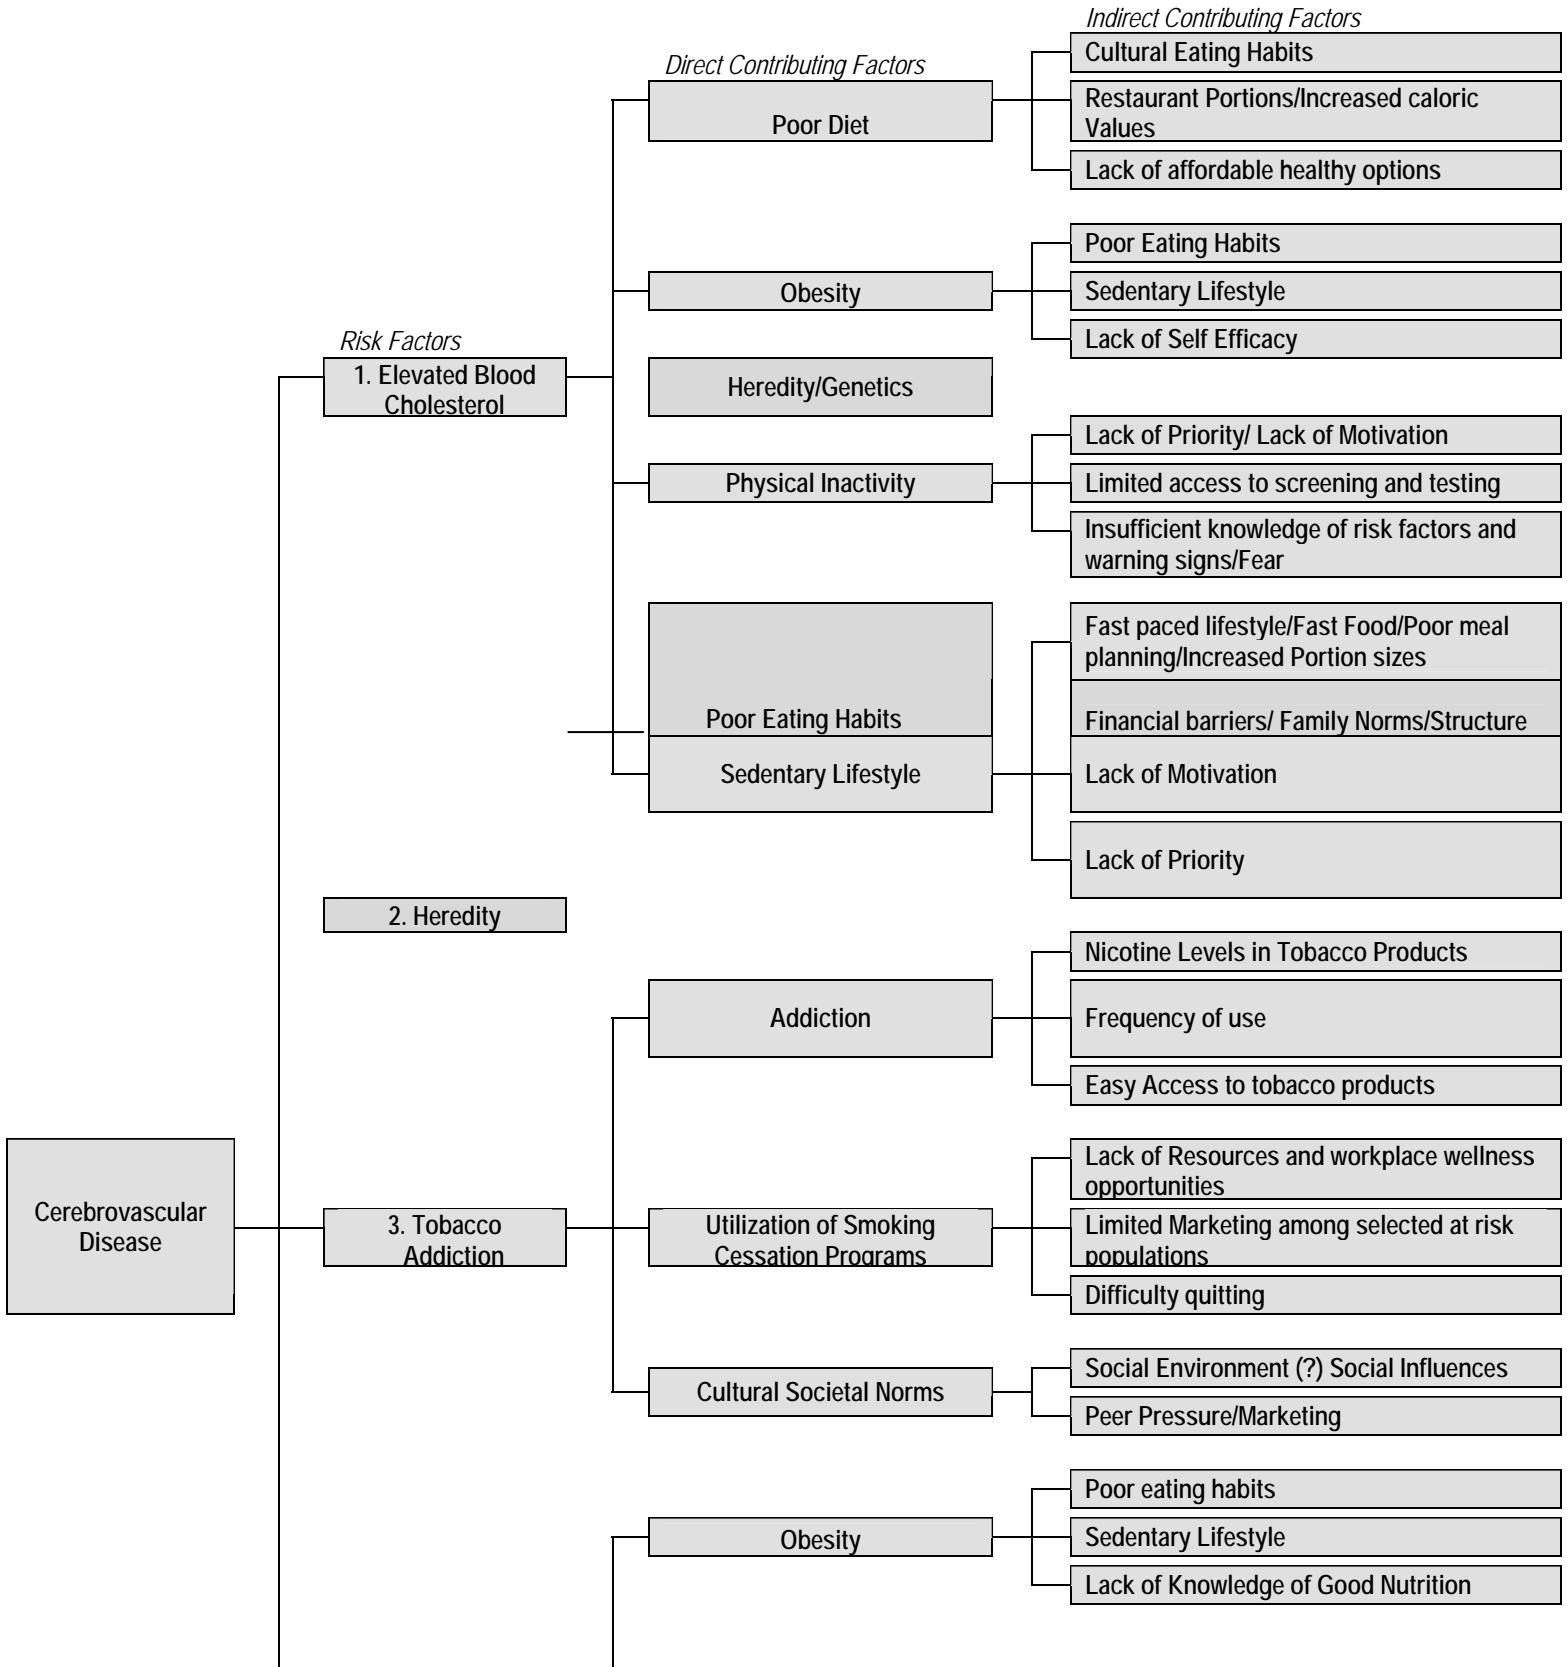 Indirect Contributing Factors
Cultural Eating Habits
Direct Contributing Factors
Restaurant Portions/Increased caloric
Values
Poor Diet
Lack of affordable healthy options
Poor Eating Habits
Obesity
Sedentary Lifestyle
Lack of Self Efficacy
Risk Factors
1. Elevated Blood
Cholesterol
Heredity/Genetics
Lack of Priority/ Lack of Motivation
Physical Inactivity
Limited access to screening and testing
Insufficient knowledge of risk factors and
warning signs/Fear
Fast paced lifestyle/Fast Food/Poor meal
planning/Increased Portion sizes
Poor Eating Habits
Financial barriers/ Family Norms/Structure
Sedentary Lifestyle
Lack of Motivation
Lack of Priority
2. Heredity
Nicotine Levels in Tobacco Products
Addiction
Frequency of use
Easy Access to tobacco products
Lack of Resources and workplace wellness
opportunities
Cerebrovascular
Disease
3. Tobacco
Addiction
Utilization of Smoking
Cessation Programs
Limited Marketing among selected at risk
populations
Difficulty quitting
Social Environment (?) Social Influences
Cultural Societal Norms
Peer Pressure/Marketing
Poor eating habits
Obesity
Sedentary Lifestyle
Lack of Knowledge of Good Nutrition